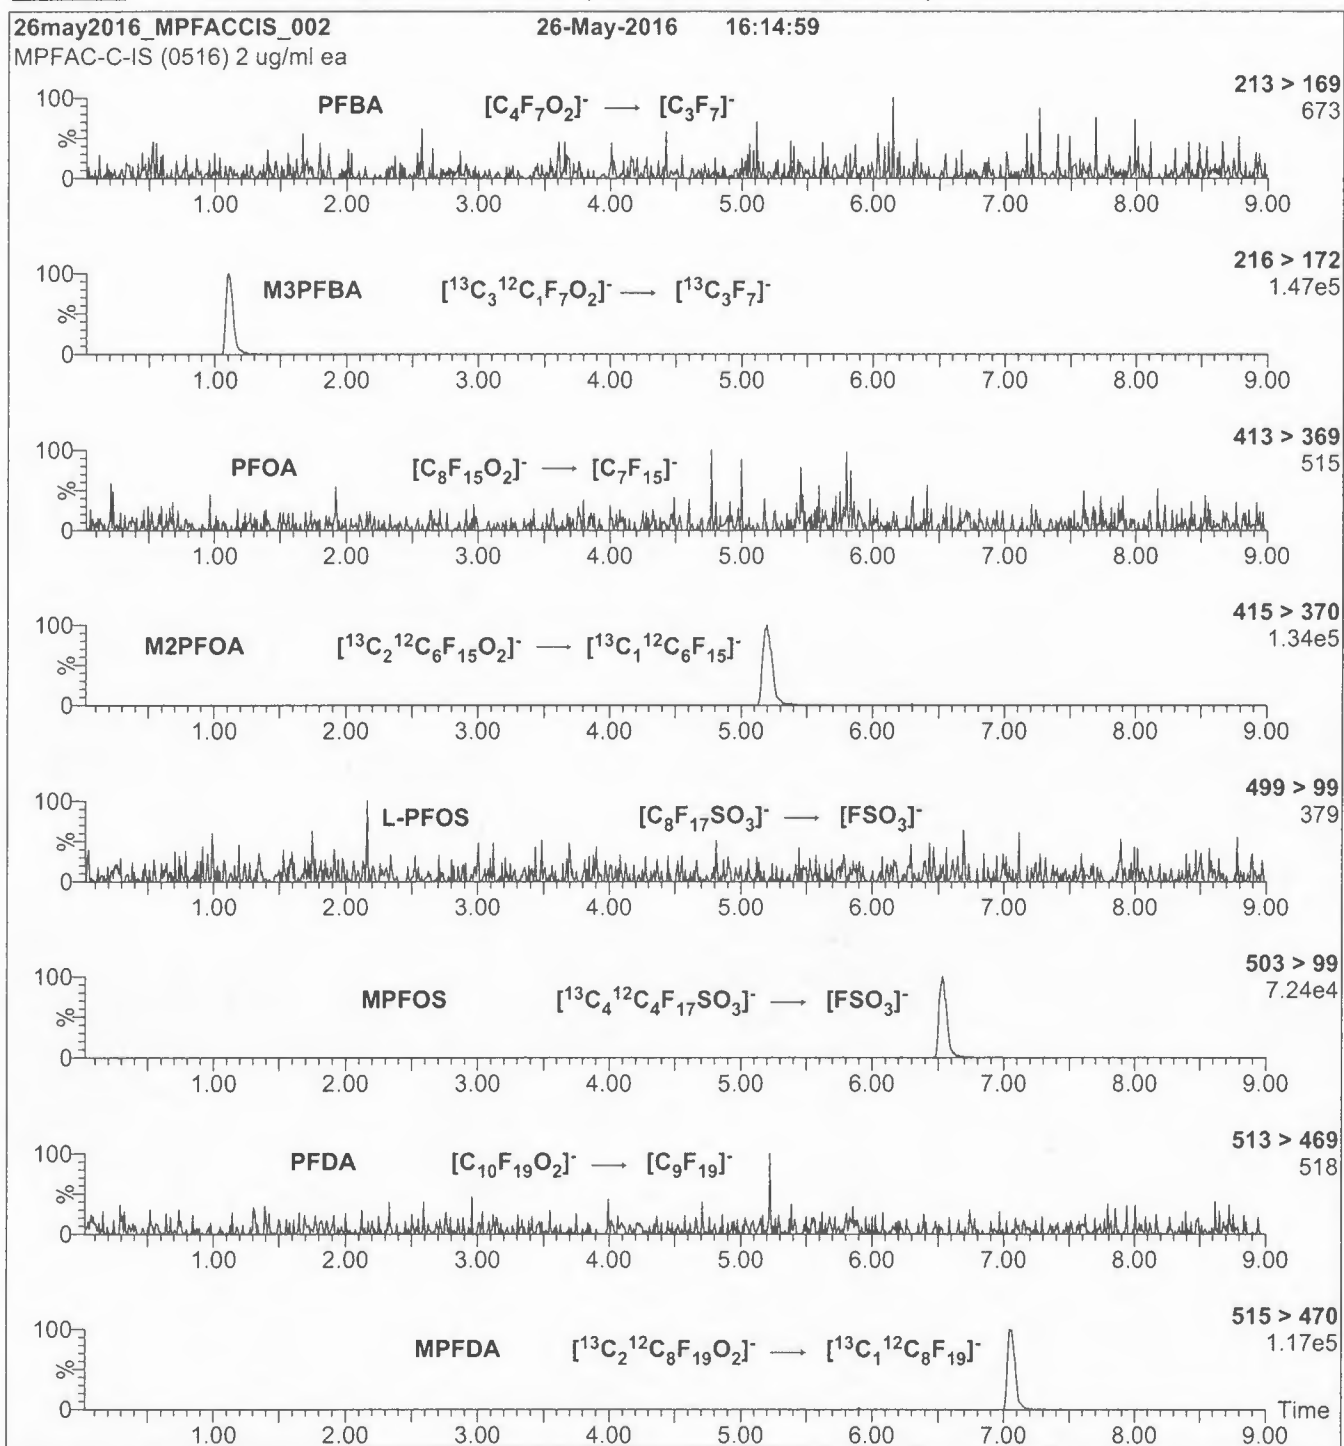 26may2016_MPFACCIS_002 26-May-2016 16:14:59
MPFAC-C-IS (0516) 2 ug/ml ea
213 > 169
673
PFBA [C₄F₇O₂]⁻ → [C₃F₇]⁻
100
%
0
1.00 2.00 3.00 4.00 5.00 6.00 7.00 8.00 9.00
216 > 172
1.47e5
M3PFBA [¹³C₃¹²C₁F₇O₂]⁻ → [¹³C₃F₇]⁻
100
%
0
1.00 2.00 3.00 4.00 5.00 6.00 7.00 8.00 9.00
413 > 369
515
PFOA [C₈F₁₅O₂]⁻ → [C₇F₁₅]⁻
100
%
0
1.00 2.00 3.00 4.00 5.00 6.00 7.00 8.00 9.00
415 > 370
1.34e5
M2PFOA [¹³C₂¹²C₆F₁₅O₂]⁻ → [¹³C₁¹²C₆F₁₅]⁻
100
%
0
1.00 2.00 3.00 4.00 5.00 6.00 7.00 8.00 9.00
499 > 99
379
L-PFOS [C₈F₁₇SO₃]⁻ → [FSO₃]⁻
100
%
0
1.00 2.00 3.00 4.00 5.00 6.00 7.00 8.00 9.00
503 > 99
7.24e4
MPFOS [¹³C₄¹²C₄F₁₇SO₃]⁻ → [FSO₃]⁻
100
%
0
1.00 2.00 3.00 4.00 5.00 6.00 7.00 8.00 9.00
513 > 469
518
PFDA [C₁₀F₁₉O₂]⁻ → [C₉F₁₉]⁻
100
%
0
1.00 2.00 3.00 4.00 5.00 6.00 7.00 8.00 9.00
515 > 470
1.17e5
MPFDA [¹³C₂¹²C₈F₁₉O₂]⁻ → [¹³C₁¹²C₈F₁₉]⁻
100
%
0
Time
1.00 2.00 3.00 4.00 5.00 6.00 7.00 8.00 9.00